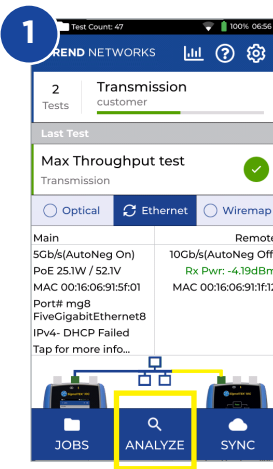 1
Test Count: 47
100% 06:56
REND NETWORKS
2
Tests
Transmission
customer
Last Test
Max Throughput test
Transmission
Optical
Ethernet
Wiremap
Main
Remote
5Gb/s(AutoNeg On)
10Gb/s(AutoNeg Off
PoE 25.1W / 52.1V
Rx Pwr: -4.19dBm
MAC 00:16:06:91:5f:01
MAC 00:16:06:91:1f:12
Port# mg8
FiveGigabitEthernet8
IPv4- DHCP Failed
Tap for more info...
JOBS
ANALYZE
SYNC